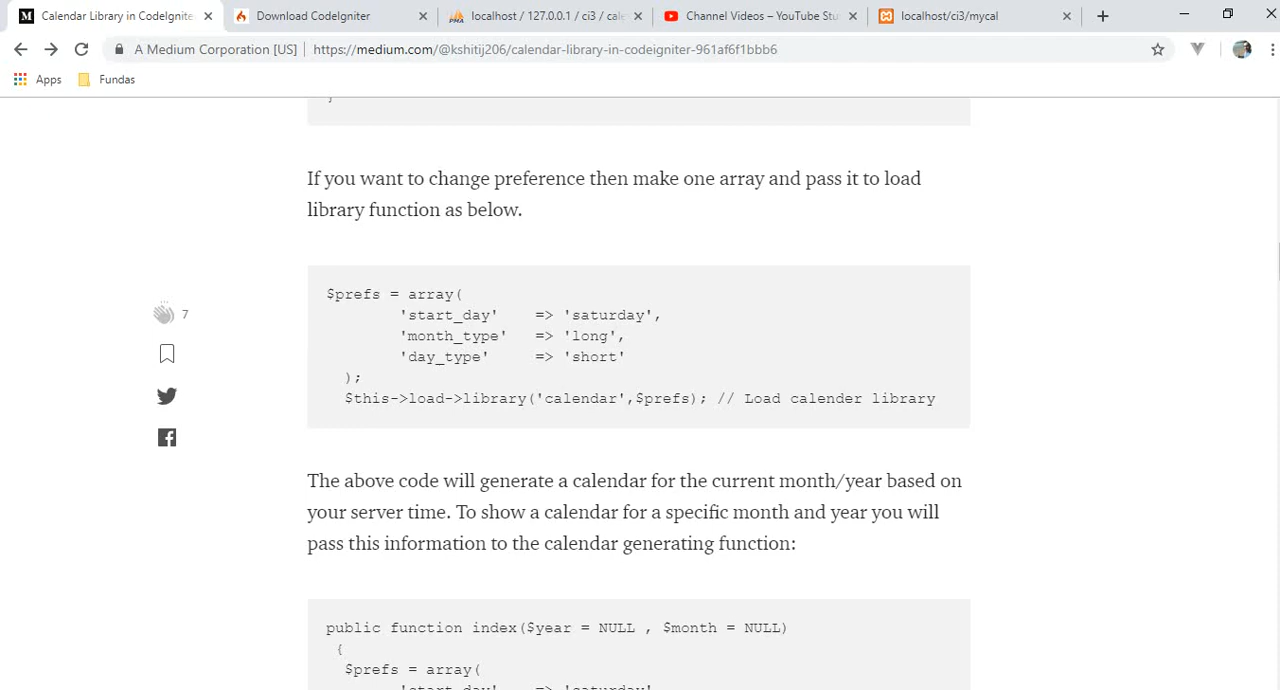 Calendar Library in CodeIgnite
Download CodeIgniter
localhost / 127.0.0.1 / ci3 / cal
Channel Videos – YouTube Stu
localhost/ci3/mycal
A Medium Corporation [US] | https://medium.com/@kshitij206/calendar-library-in-codeigniter-961af6f1bbb6
Apps
Fundas
}
If you want to change preference then make one array and pass it to load
library function as below.
$prefs = array(
'start_day' => 'saturday',
'month_type' => 'long',
'day_type' => 'short'
);
$this->load->library('calendar',$prefs); // Load calender library
7
The above code will generate a calendar for the current month/year based on
your server time. To show a calendar for a specific month and year you will
pass this information to the calendar generating function:
public function index($year = NULL , $month = NULL)
{
$prefs = array(
'start_day' => 'saturday'